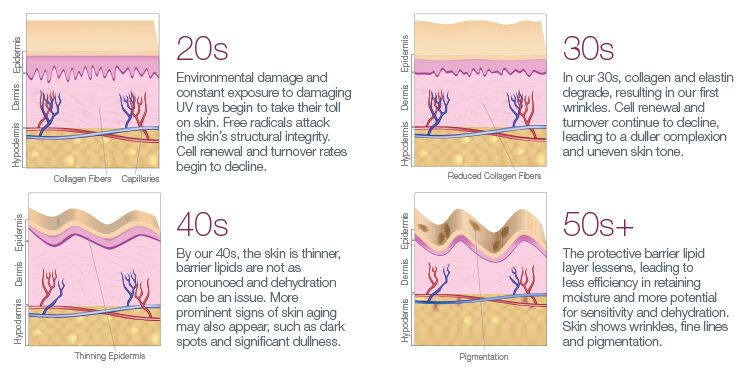 20s
Environmental damage and
constant exposure to damaging
UV rays begin to take their toll
on skin. Free radicals attack
the skin's structural integrity.
Cell renewal and turnover rates
begin to decline.
Epidermis
Dermis
Hypodermis
Collagen Fibers
Capillaries
30s
In our 30s, collagen and elastin
degrade, resulting in our first
wrinkles. Cell renewal and
turnover continue to decline,
leading to a duller complexion
and uneven skin tone.
Epidermis
Dermis
Hypodermis
Reduced Collagen Fibers
40s
By our 40s, the skin is thinner,
barrier lipids are not as
pronounced and dehydration
can be an issue. More
prominent signs of skin aging
may also appear, such as dark
spots and significant dullness.
Epidermis
Dermis
Hypodermis
Thinning Epidermis
50s+
The protective barrier lipid
layer lessens, leading to
less efficiency in retaining
moisture and more potential
for sensitivity and dehydration.
Skin shows wrinkles, fine lines
and pigmentation.
Epidermis
Dermis
Hypodermis
Pigmentation